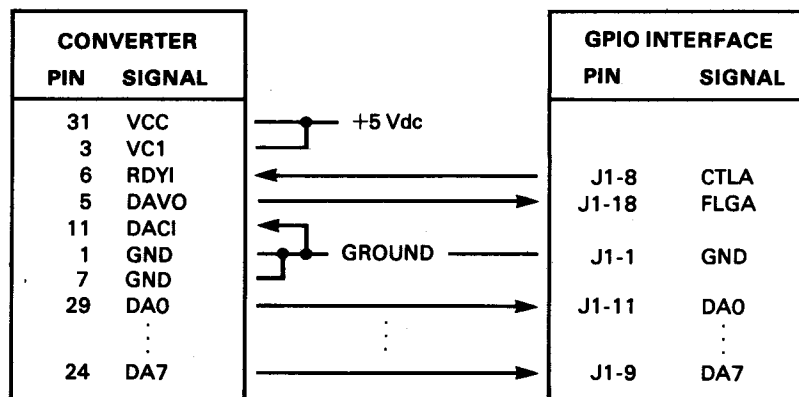 CONVERTER GPIO INTERFACE
PIN SIGNAL PIN SIGNAL
31 VCC +5 Vdc
3 VC1
6 RDYI J1-8 CTLA
5 DAVO J1-18 FLGA
11 DACI
1 GND GROUND J1-1 GND
7 GND
29 DA0 J1-11 DA0
24 DA7 J1-9 DA7